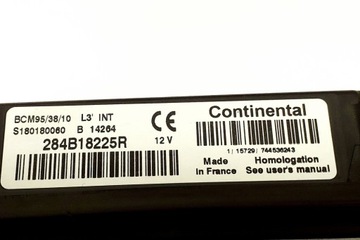 BCM95/38/10 L3' INT
S180180060 B 14264
CE
284B18225R 12 V
Continental
1/ 15729/ 744536243
Made in France
Homologation See user's manual